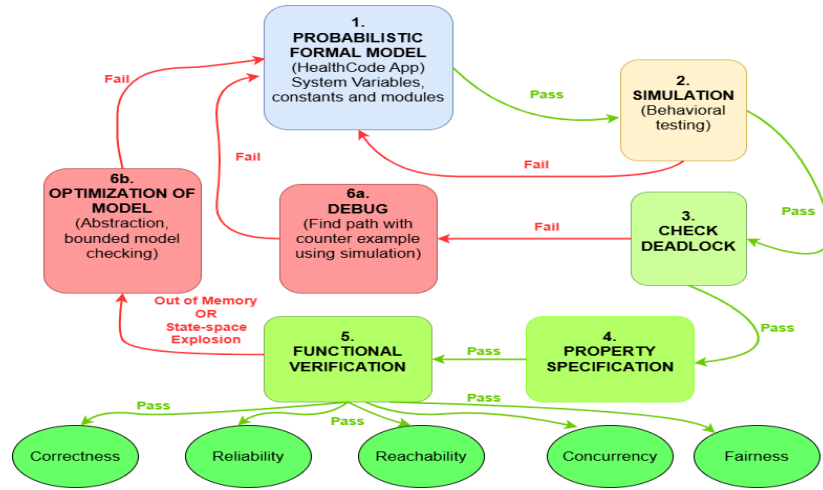 1.
PROBABILISTIC
FORMAL MODEL
(HealthCode App)
System Variables,
constants and modules
Fail
Pass
2.
SIMULATION
(Behavioral
testing)
Fail
Fail
Pass
6b.
OPTIMIZATION OF
MODEL
(Abstraction,
bounded model
checking)
6a.
DEBUG
(Find path with
counter example
using simulation)
Fail
3.
CHECK
DEADLOCK
Out of Memory
OR
State-space
Explosion
5.
FUNCTIONAL
VERIFICATION
Pass
4.
PROPERTY
SPECIFICATION
Pass
Pass
Pass
Pass
Pass
Correctness
Reliability
Reachability
Concurrency
Fairness